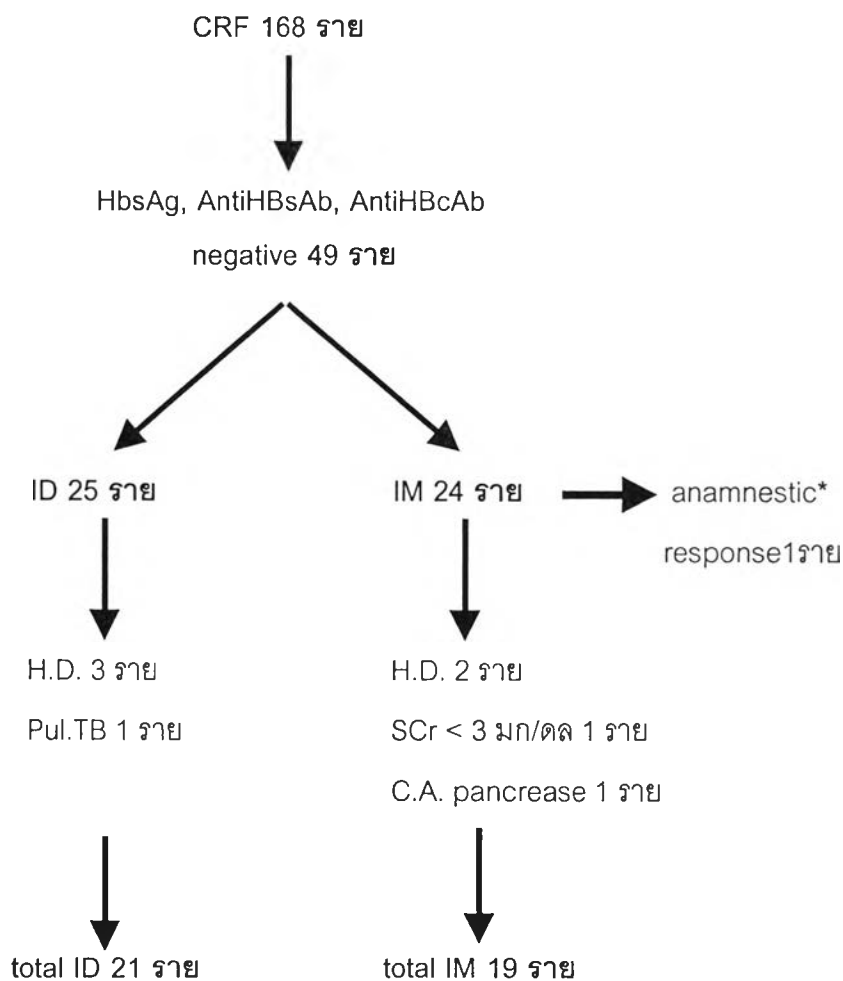 CRF 168 ราย
HbsAg, AntiHBsAb, AntiHBcAb
negative 49 ราย
ID 25 ราย
IM 24 ราย
anamnestic*
response1ราย
H.D. 3 ราย
Pul.TB 1 ราย
H.D. 2 ราย
SCr < 3 มก/ดล 1 ราย
C.A. pancrease 1 ราย
total ID 21 ราย
total IM 19 ราย